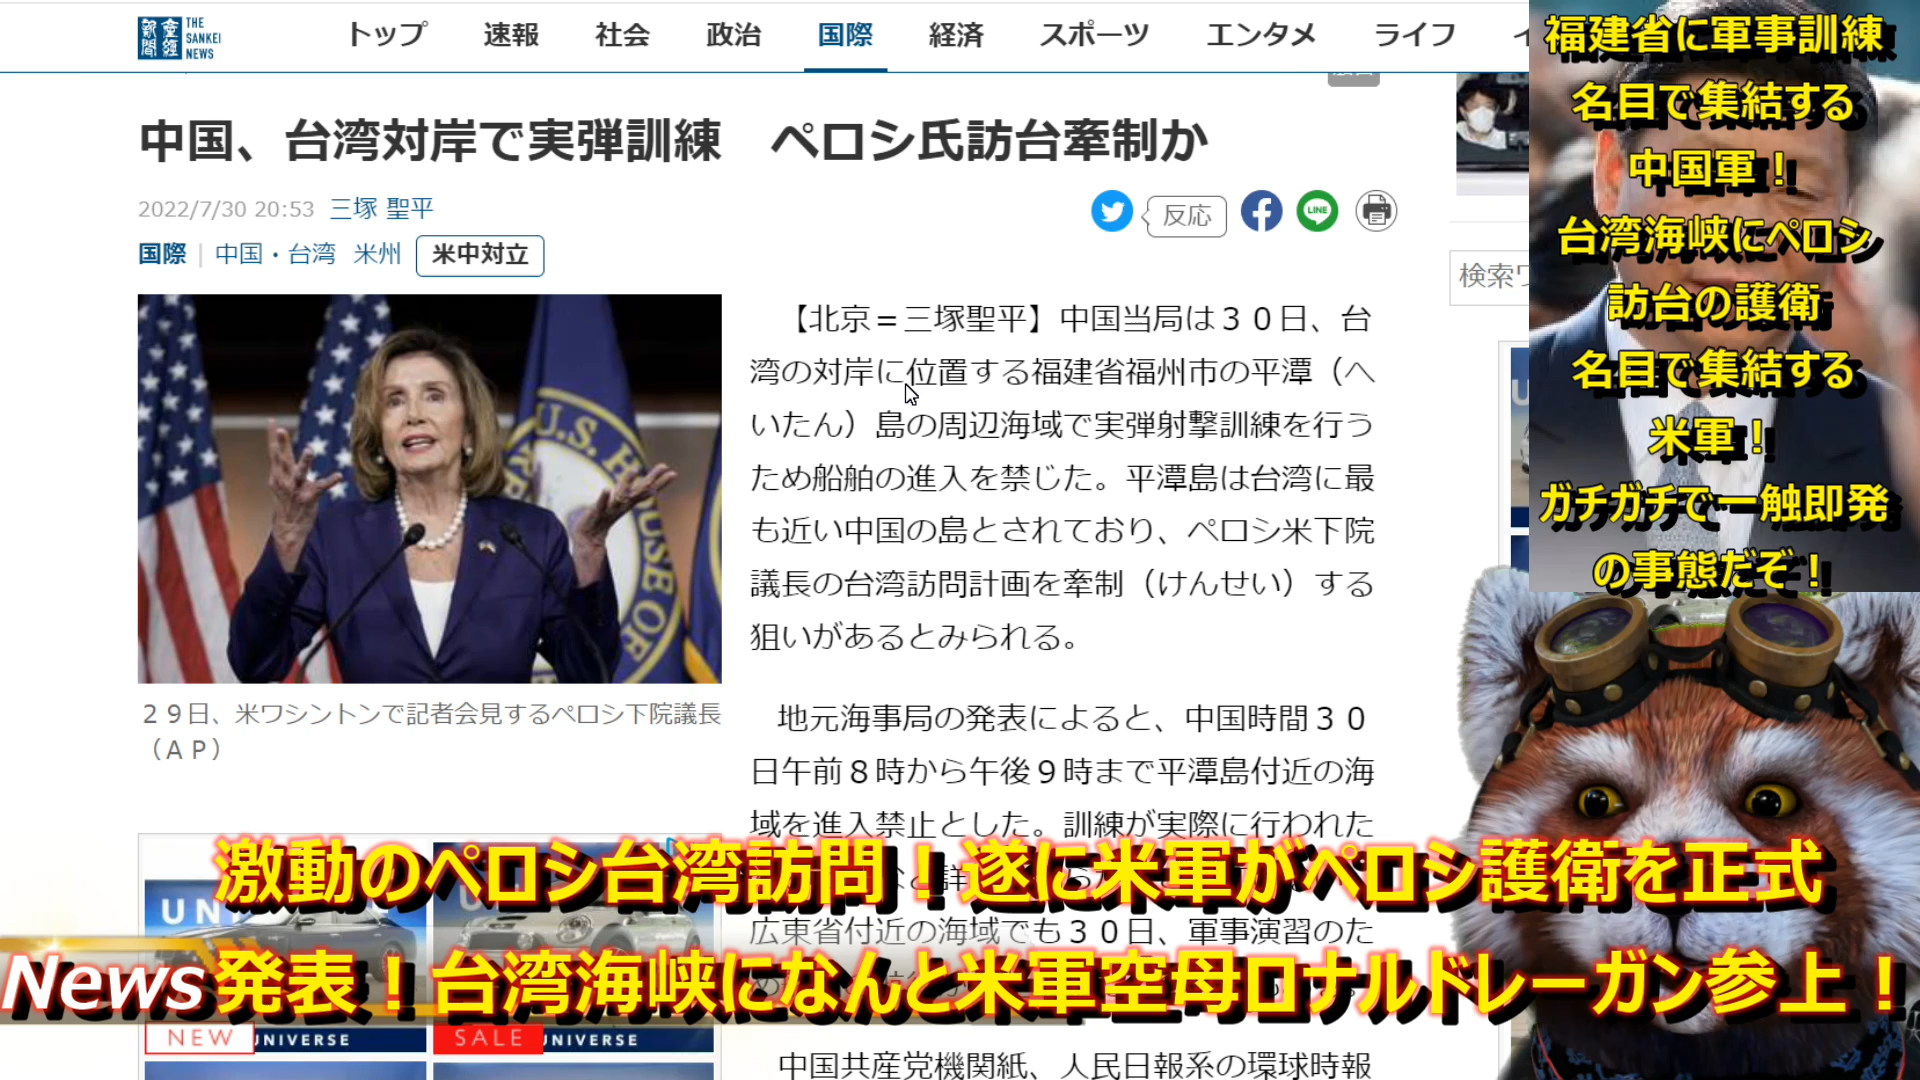 産經新聞
THE SANKEI NEWS
トップ 速報 社会 政治 国際 経済 スポーツ エンタメ ライフ
中国、台湾対岸で実弾訓練　ペロシ氏訪台牽制か
2022/7/30 20:53 三塚 聖平
反応
LINE
国際 | 中国・台湾 米州 米中対立
検索ワ
【北京＝三塚聖平】中国当局は３０日、台
湾の対岸に位置する福建省福州市の平潭（へ
いたん）島の周辺海域で実弾射撃訓練を行う
ため船舶の進入を禁じた。平潭島は台湾に最
も近い中国の島とされており、ペロシ米下院
議長の台湾訪問計画を牽制（けんせい）する
狙いがあるとみられる。
U.S. HOUSE OF
２９日、米ワシントンで記者会見するペロシ下院議長
（ＡＰ）
地元海事局の発表によると、中国時間３０
日午前８時から午後９時まで平潭島付近の海
域を進入禁止とした。訓練が実際に行われた
広東省付近の海域でも３０日、軍事演習のた
中国共産党機関紙、人民日報系の環球時報
福建省に軍事訓練
名目で集結する
中国軍！
台湾海峡にペロシ
訪台の護衛
名目で集結する
米軍！
ガチガチで一触即発
の事態だぞ！
激動のペロシ台湾訪問！遂に米軍がペロシ護衛を正式
News
発表！台湾海峡になんと米軍空母ロナルドレーガン参上！
NEW UNIVERSE
SALE UNIVERSE